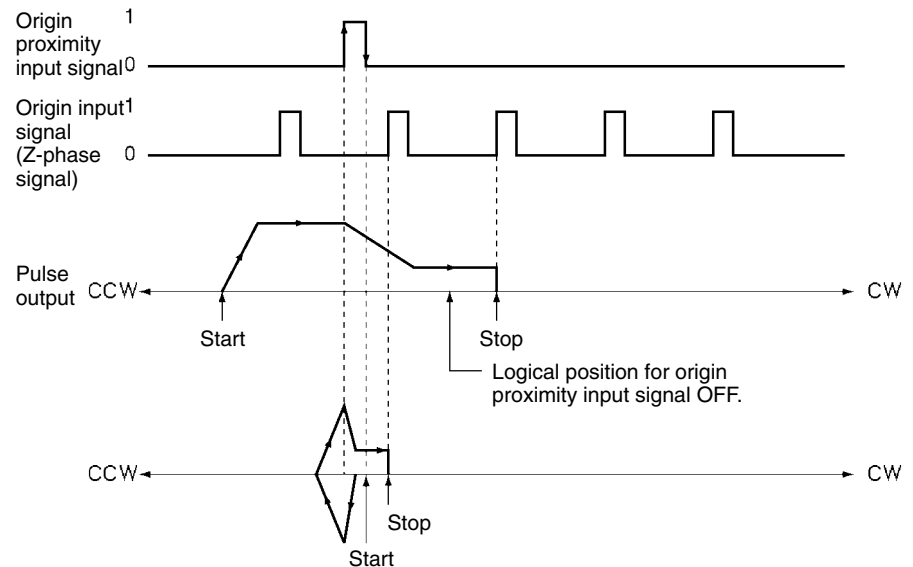 Origin
proximity
input signal
1
0
Origin input
signal
(Z-phase
signal)
1
0
Pulse
output
CCW
CW
Start
Stop
Logical position for origin
proximity input signal OFF.
CCW
CW
Stop
Start